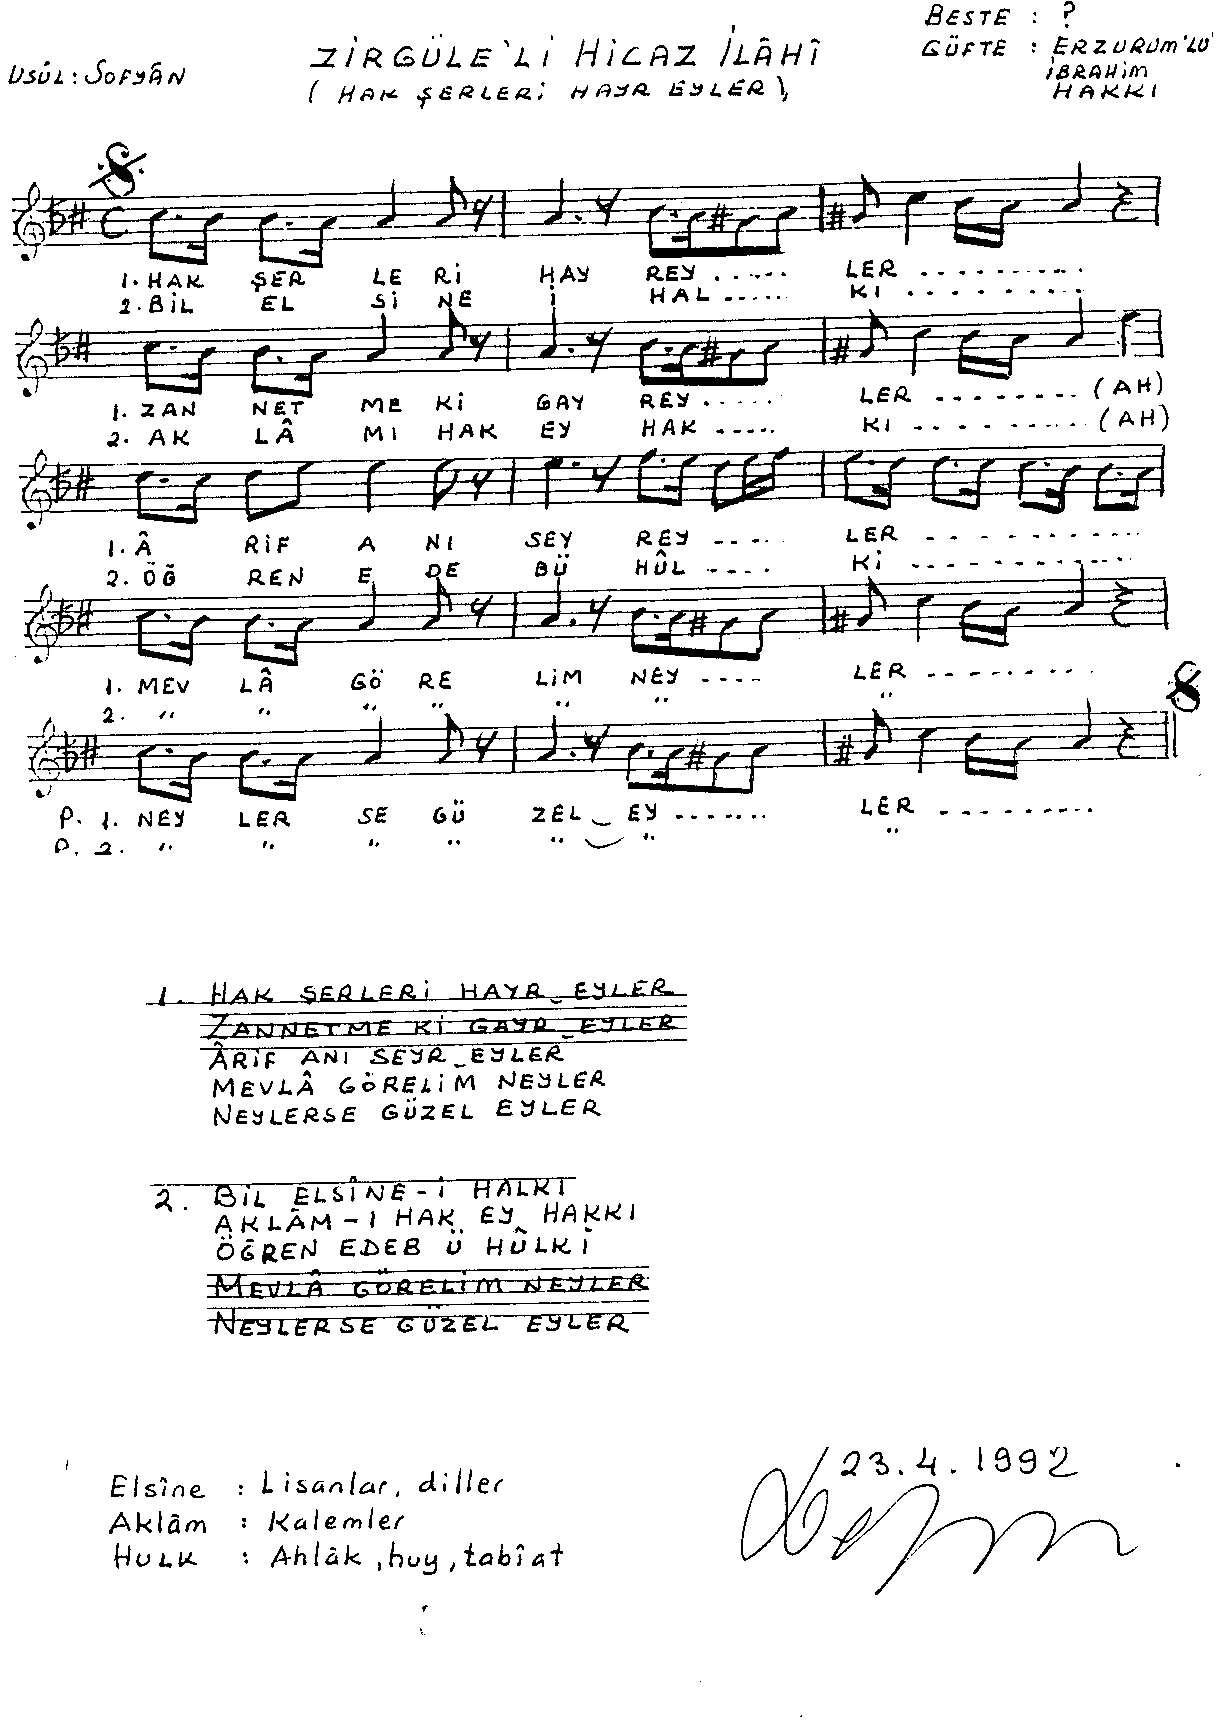 BESTE : ?
USÛL : SOFYÂN
ZİRGÜLE'Lİ HİCAZ İLÂHÎ
GÜFTE : ERZURUM'LU
İBRAHİM
HAKKI
( HAK ŞERLERİ HAYR EYLER )
1. HAK ŞER LE Rİ HAY REY ...... LER ..........
2. BİL EL Sİ NE İ HAL ...... KI ..........
1. ZAN NET ME Kİ GAY REY ...... LER ........ (AH)
2. AK LÂ MI HAK EY HAK ..... KI ......... (AH)
1. Â RİF A NI SEY REY ..... LER ..........
2. ÖĞ REN E DE BÜ HÛL ..... Kİ ..........
1. MEV LÂ GÖ RE LİM NEY .... LER .........
2. " " " " " " "
P. 1. NEY LER SE GÜ ZEL‿EY ....... LER .........
P. 2. " " " " "‿" "
1. HAK ŞERLERİ HAYR‿EYLER
ZANNETME Kİ GAYR‿EYLER
ÂRİF ANI SEYR‿EYLER
MEVLÂ GÖRELİM NEYLER
NEYLERSE GÜZEL EYLER
2. BİL ELSİNE-İ HALKI
AKLÂM-I HAK EY HAKKI
ÖĞREN EDEB Ü HÛLKİ
MEVLÂ GÖRELİM NEYLER
NEYLERSE GÜZEL EYLER
23.4.1992
Elsîne : Lisanlar, diller
Aklâm : Kalemler
HULK : Ahlâk, huy, tabîat